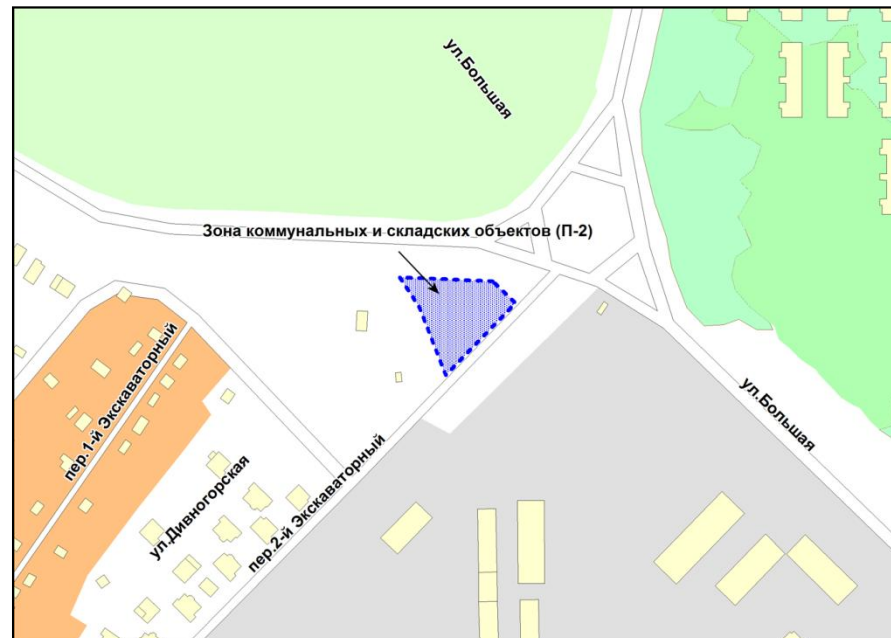 ул.Большая
Зона коммунальных и складских объектов (П-2)
пер.1-й Экскаваторный
ул.Большая
ул.Дивногорская
пер.2-й Экскаваторный